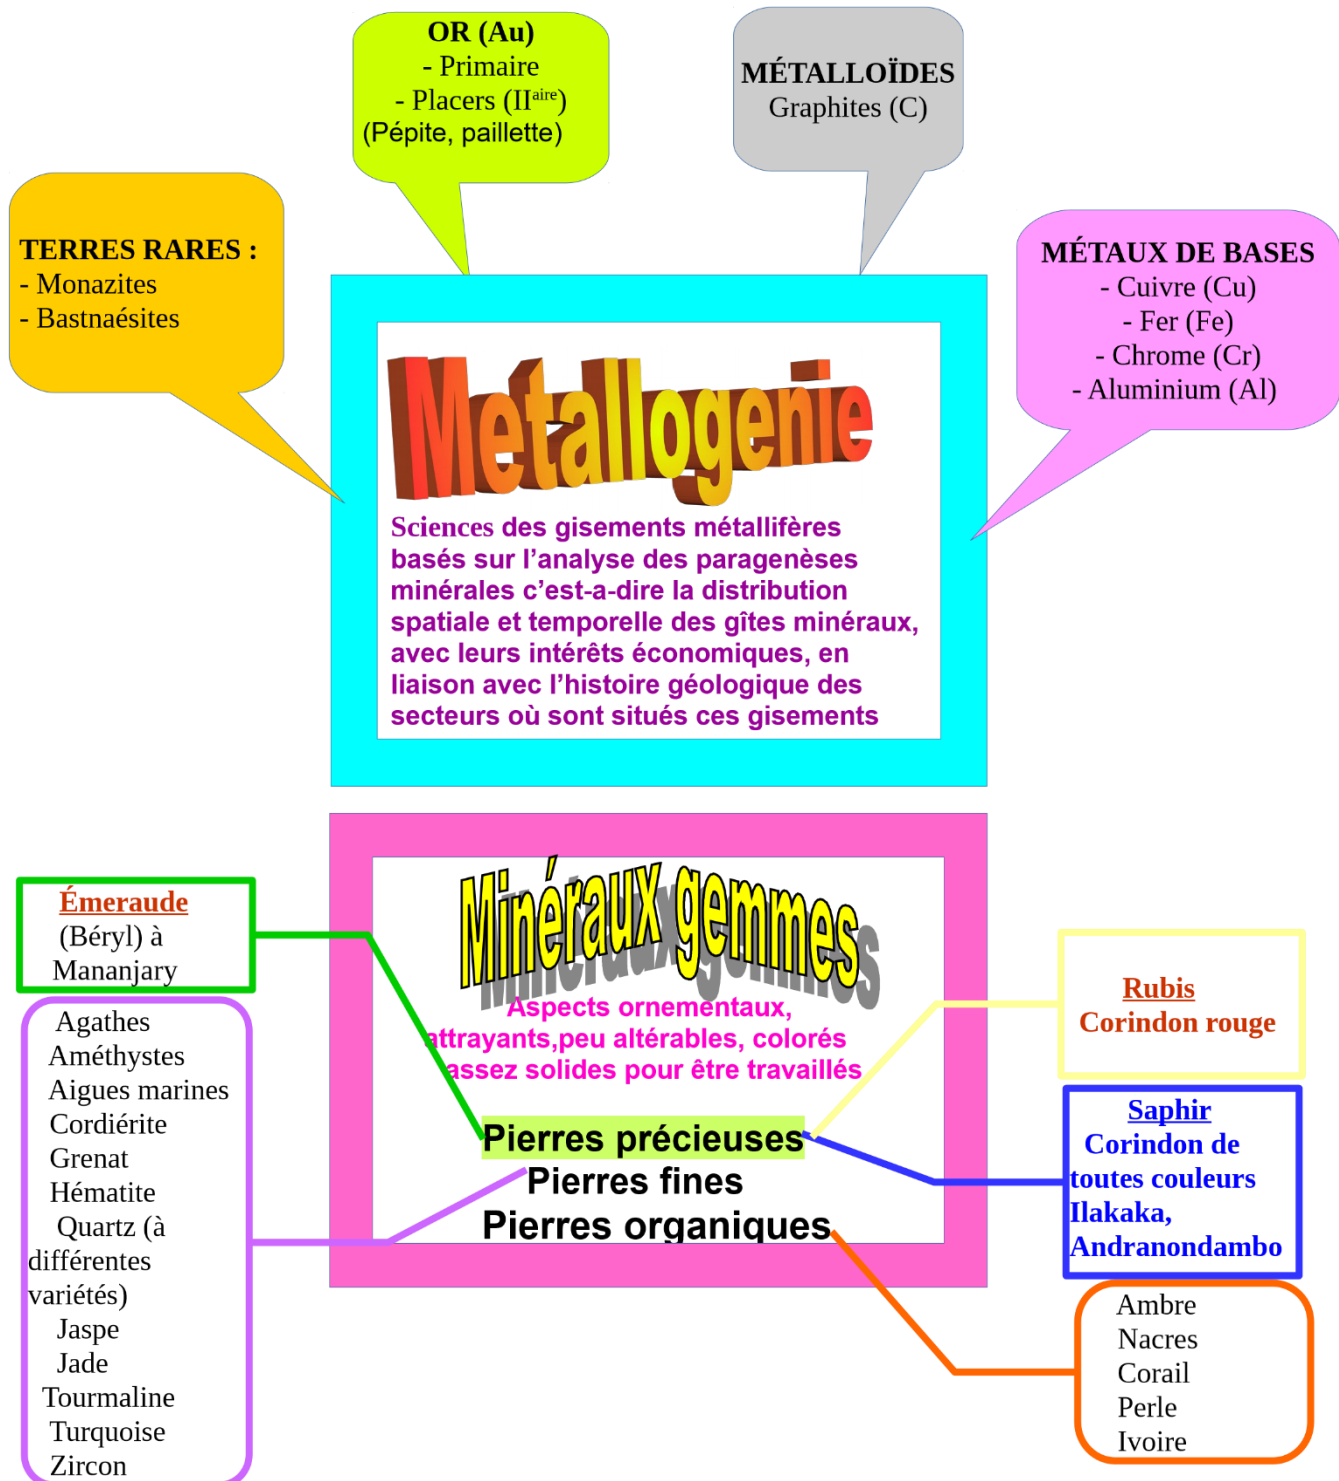 OR (Au)
- Primaire
- Placers (IIaire)
(Pépite, paillette)
MÉTALLOÏDES
Graphites (C)
TERRES RARES :
- Monazites
- Bastnaésites
MÉTAUX DE BASES
- Cuivre (Cu)
- Fer (Fe)
- Chrome (Cr)
- Aluminium (Al)
Metallogenie
Sciences des gisements métallifères
basés sur l’analyse des paragenèses
minérales c’est-a-dire la distribution
spatiale et temporelle des gîtes minéraux,
avec leurs intérêts économiques, en
liaison avec l’histoire géologique des
secteurs où sont situés ces gisements
Minéraux gemmes
Aspects ornementaux,
attrayants,peu altérables, colorés
assez solides pour être travaillés
Pierres précieuses
Pierres fines
Pierres organiques
Émeraude
(Béryl) à
Mananjary
Agathes
Améthystes
Aigues marines
Cordiérite
Grenat
Hématite
Quartz (à
différentes
variétés)
Jaspe
Jade
Tourmaline
Turquoise
Zircon
Rubis
Corindon rouge
Saphir
Corindon de
toutes couleurs
Ilakaka,
Andranondambo
Ambre
Nacres
Corail
Perle
Ivoire